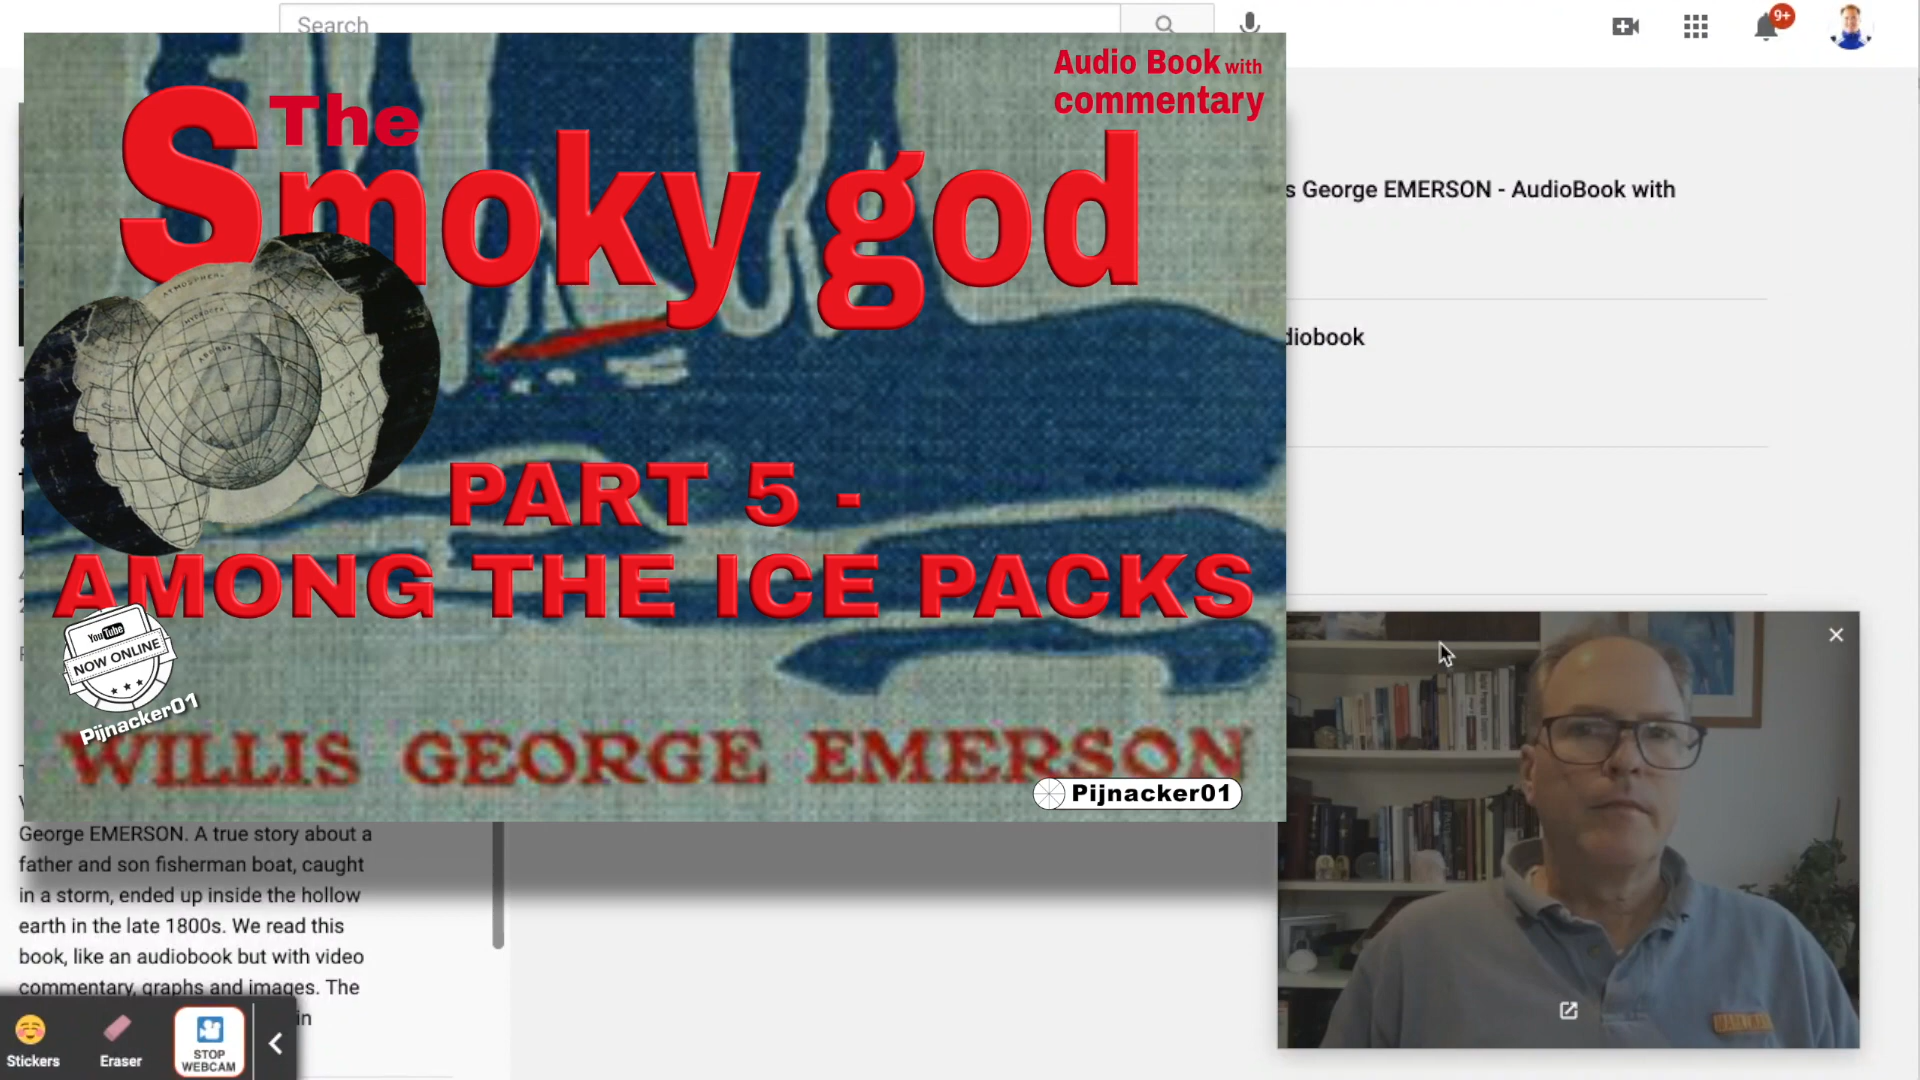 Search
9+
Audio Book with
commentary
The
Smoky god
ATMOSPHERE
PART 5 -
AMONG THE ICE PACKS
YouTube
NOW ONLINE
Pijnacker01
WILLIS GEORGE EMERSON
Pijnacker01
s George EMERSON - AudioBook with
diobook
George EMERSON. A true story about a
father and son fisherman boat, caught
in a storm, ended up inside the hollow
earth in the late 1800s. We read this
book, like an audiobook but with video
commentary, graphs and images. The
in
Stickers
Eraser
STOP
WEBCAM